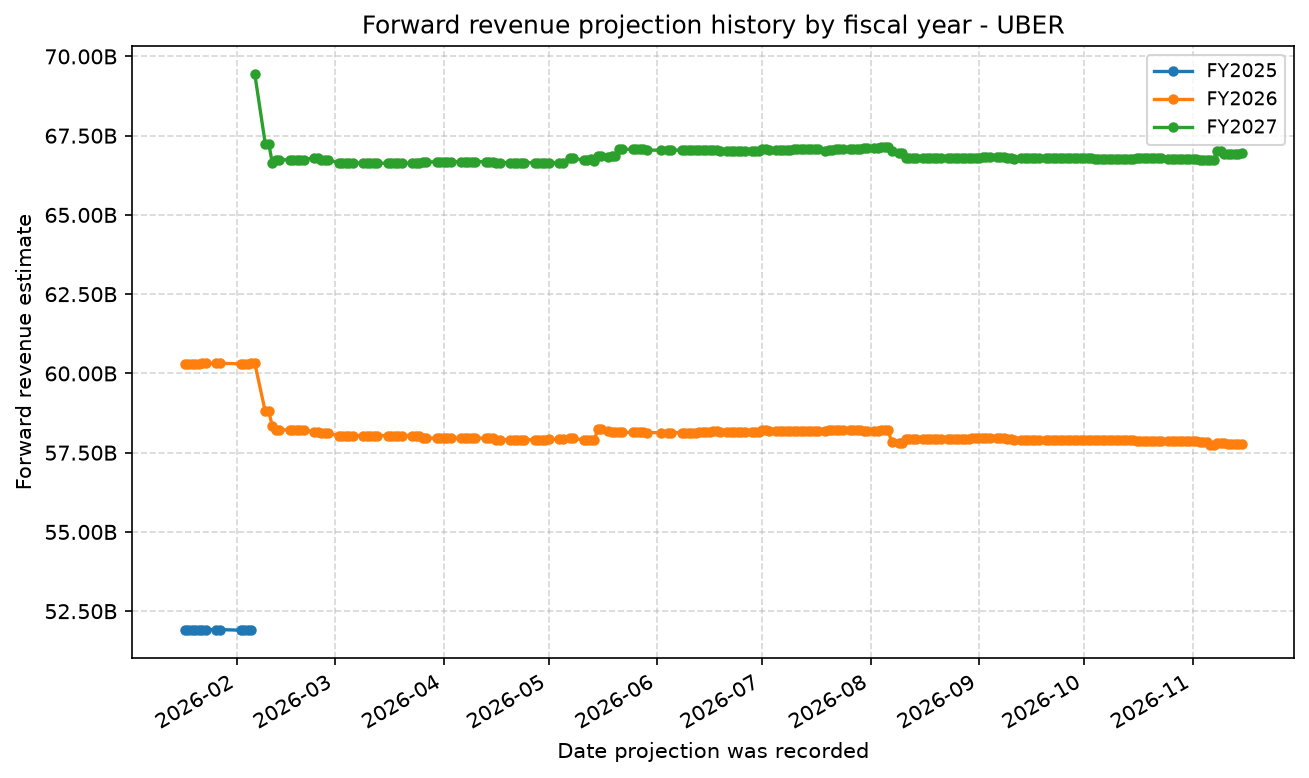 Forward revenue projection history by fiscal year - UBER
70.00B
67.50B
65.00B
62.50B
60.00B
57.50B
55.00B
52.50B
Forward revenue estimate
FY2025
FY2026
FY2027
2026-02
2026-03
2026-04
2026-05
2026-06
2026-07
2026-08
2026-09
2026-10
2026-11
Date projection was recorded